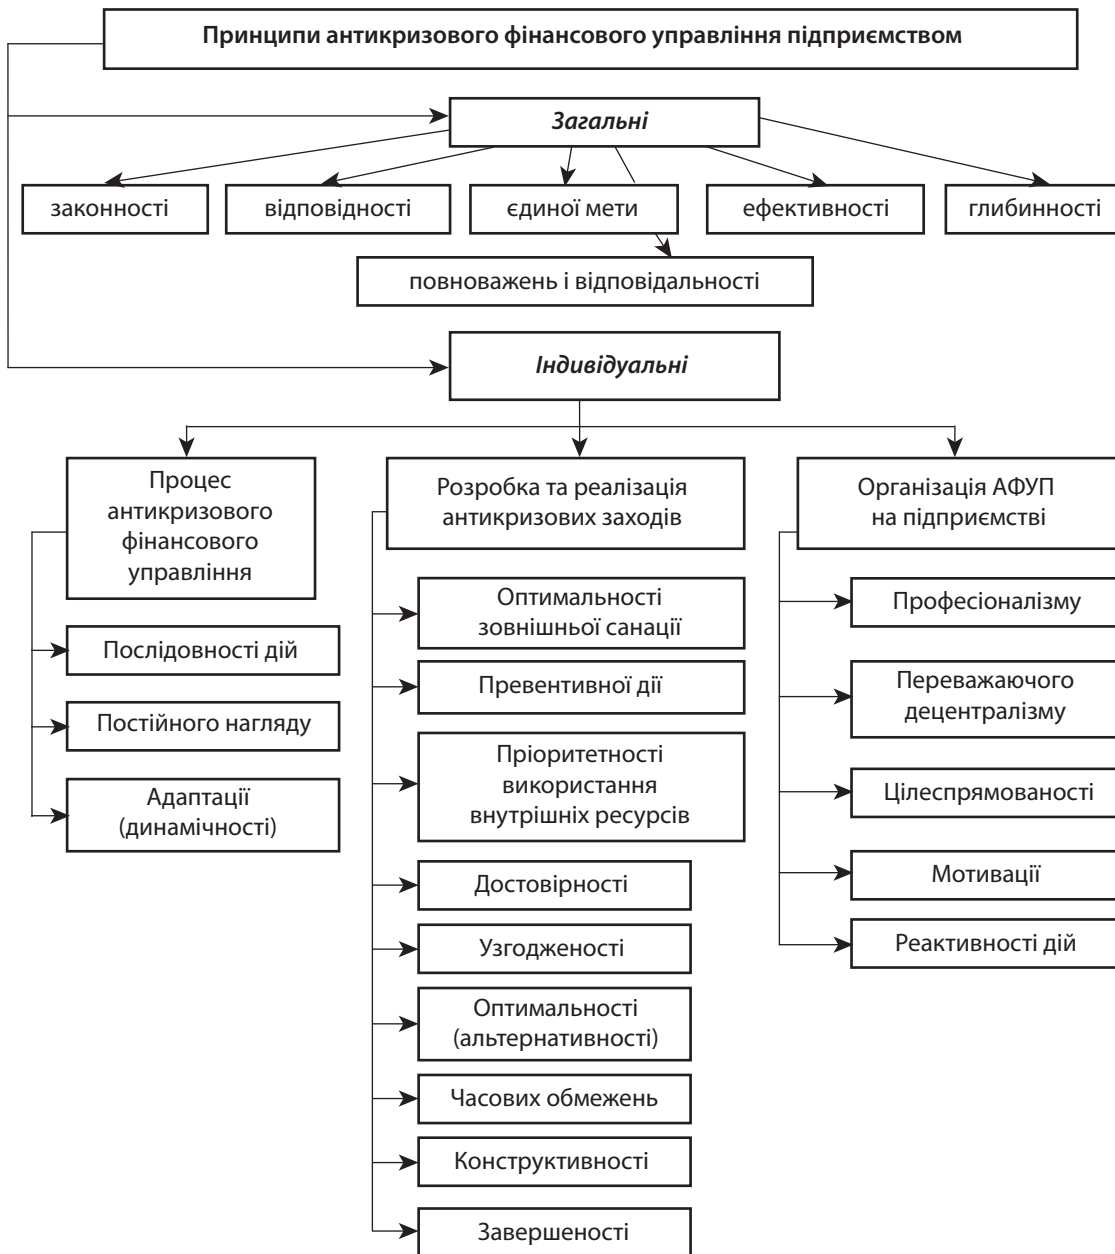 Принципи антикризового фінансового управління підприємством
Загальні
законності
відповідності
єдиної мети
ефективності
глибинності
повноважень і відповідальності
Індивідуальні
Процес
антикризового
фінансового
управління
Послідовності дій
Постійного нагляду
Адаптації
(динамічності)
Розробка та реалізація
антикризових заходів
Оптимальності
зовнішньої санації
Превентивної дії
Пріоритетності
використання
внутрішніх ресурсів
Достовірності
Узгодженості
Оптимальності
(альтернативності)
Часових обмежень
Конструктивності
Завершеності
Організація АФУП
на підприємстві
Професіоналізму
Переважаючого
децентралізму
Цілеспрямованості
Мотивації
Реактивності дій